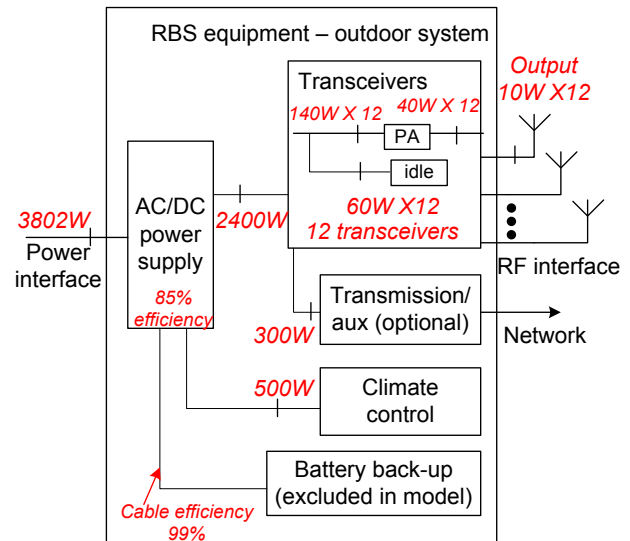 RBS equipment – outdoor system
Output
10W X12
Transceivers
140W X 12
40W X 12
PA
idle
60W X12
12 transceivers
3802W
Power
interface
AC/DC
power
supply
85%
efficiency
2400W
RF interface
Transmission/
aux (optional)
300W
Network
500W
Climate
control
Battery back-up
(excluded in model)
Cable efficiency
99%